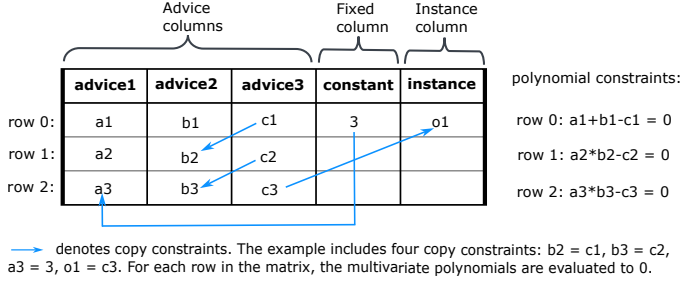 Advice columns
Fixed column
Instance column
advice1 advice2 advice3 constant instance
polynomial constraints:
row 0: a1 b1 c1 3 o1
row 0: a1+b1-c1 = 0
row 1: a2 b2 c2
row 1: a2*b2-c2 = 0
row 2: a3 b3 c3
row 2: a3*b3-c3 = 0
denotes copy constraints. The example includes four copy constraints: b2 = c1, b3 = c2,
a3 = 3, o1 = c3. For each row in the matrix, the multivariate polynomials are evaluated to 0.